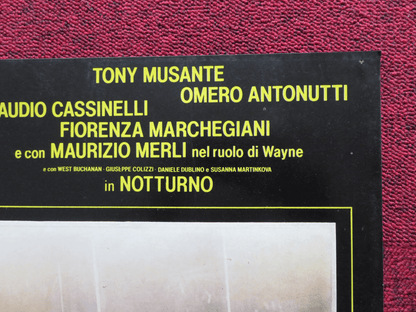 TONY MUSANTE
OMERO ANTONUTTI
AUDIO CASSINELLI
FIORENZA MARCHEGIANI
e con MAURIZIO MERLI nel ruolo di Wayne
e con WEST BUCHANAN · GIUSEPPE COLIZZI · DANIELE DUBLINO e SUSANNA MARTINKOVA
in NOTTURNO